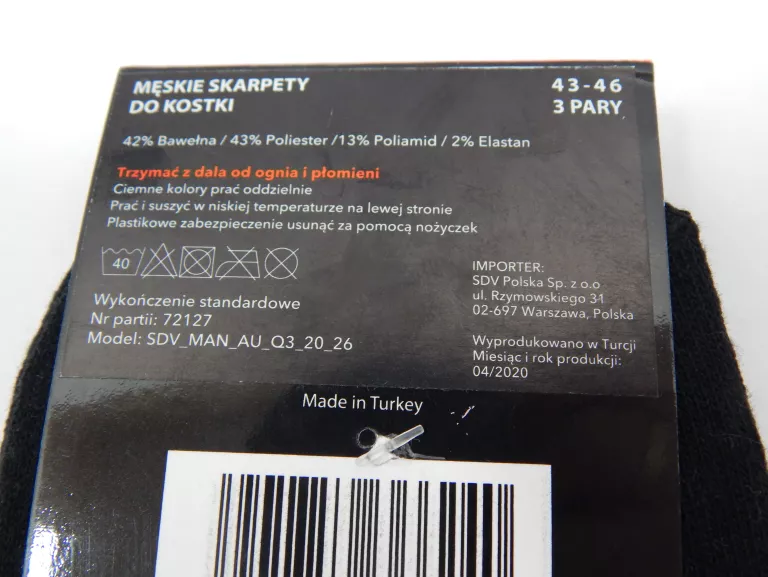 MĘSKIE SKARPETY
DO KOSTKI
43-46
3 PARY
42% Bawełna / 43% Poliester /13% Poliamid / 2% Elastan
Trzymać z dala od ognia i płomieni
Ciemne kolory prać oddzielnie
Prać i suszyć w niskiej temperaturze na lewej stronie
Plastikowe zabezpieczenie usunąć za pomocą nożyczek
40
Wykończenie standardowe
Nr partii: 72127
Model: SDV_MAN_AU_Q3_20_26
IMPORTER:
SDV Polska Sp. z o.o
ul. Rzymowskiego 31
02-697 Warszawa, Polska
Wyprodukowano w Turcji
Miesiąc i rok produkcji:
04/2020
Made in Turkey